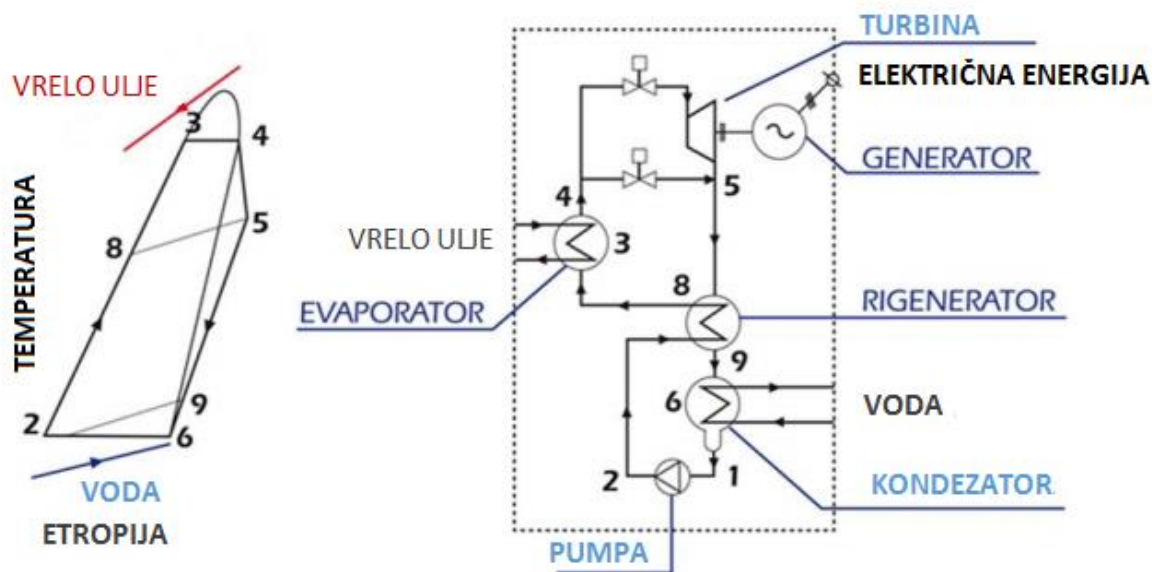 VRELO ULJE
3
4
8
5
TEMPERATURA
2
9
6
VODA
ETROPIJA
TURBINA
ELEKTRIČNA ENERGIJA
GENERATOR
4
5
VRELO ULJE
3
EVAPORATOR
8
RIGENERATOR
9
6
VODA
2
1
KONDEZATOR
PUMPA